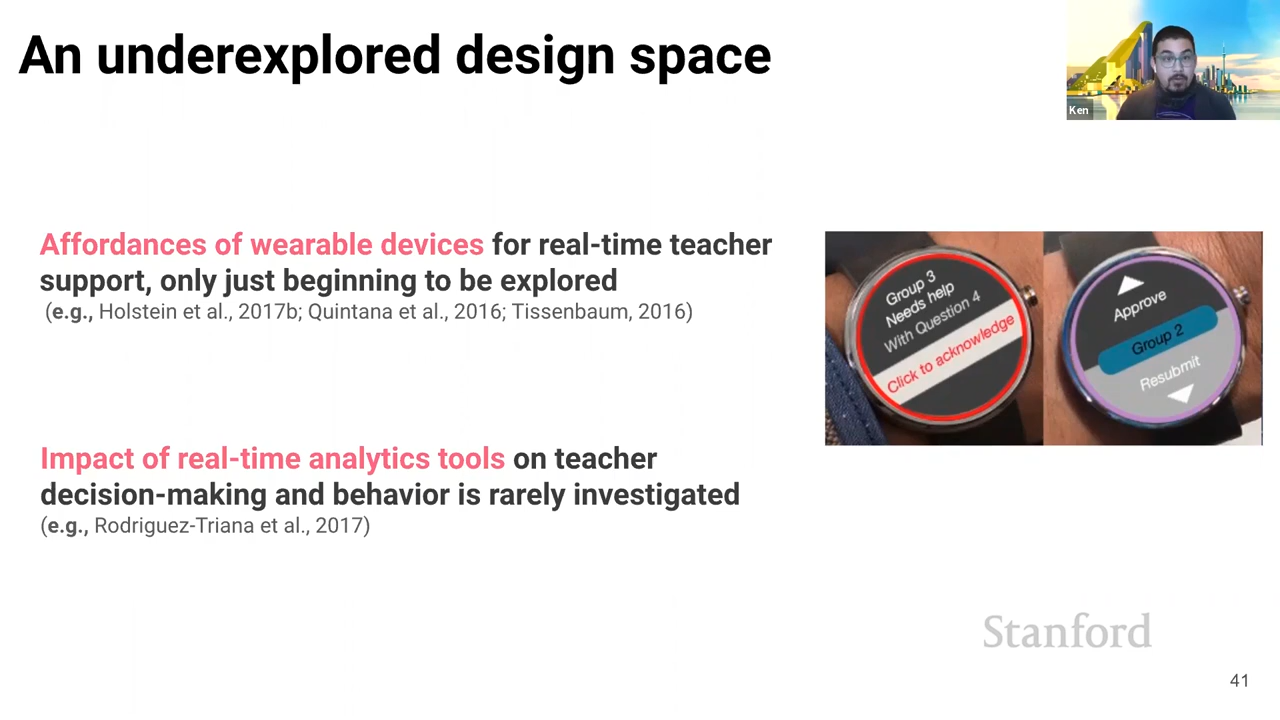 An underexplored design space
Ken
Affordances of wearable devices for real-time teacher
support, only just beginning to be explored
(e.g., Holstein et al., 2017b; Quintana et al., 2016; Tissenbaum, 2016)
Group 3
Needs help
With Question 4
Click to acknowledge
Approve
Group 2
Resubmit
Impact of real-time analytics tools on teacher
decision-making and behavior is rarely investigated
(e.g., Rodriguez-Triana et al., 2017)
Stanford
41